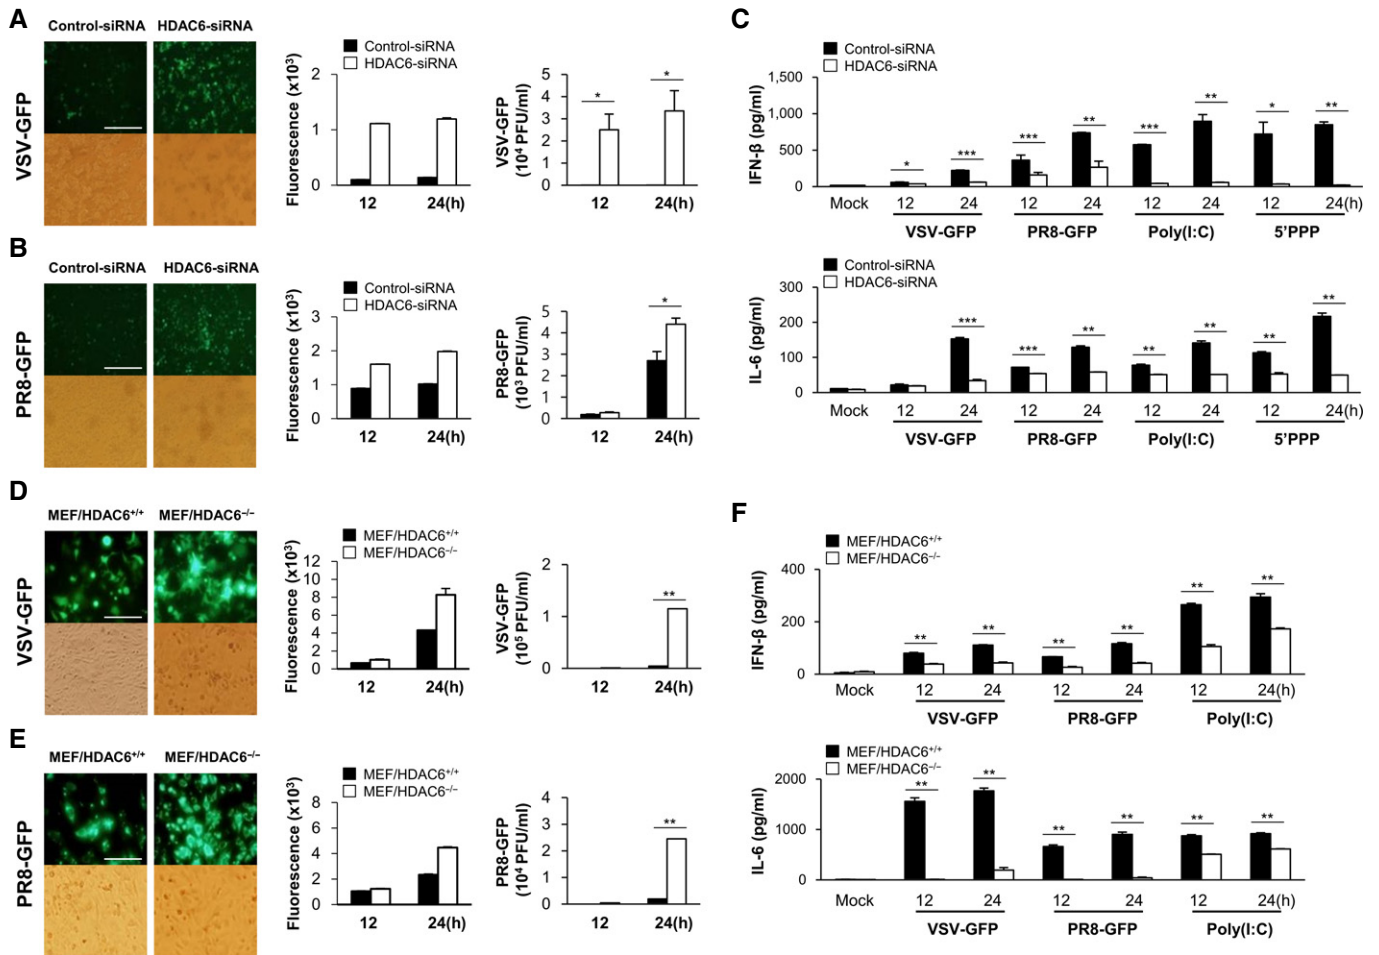 A
Control-siRNA HDAC6-siRNA
VSV-GFP
Control-siRNA
HDAC6-siRNA
Fluorescence (x10³)
2
1
0
12 24(h)
VSV-GFP
(10⁴ PFU/ml)
5
4
3
2
1
0
* *
12 24(h)
B
Control-siRNA HDAC6-siRNA
PR8-GFP
Control-siRNA
HDAC6-siRNA
Fluorescence (x10³)
3
2
1
0
12 24(h)
PR8-GFP
(10³ PFU/ml)
5
4
3
2
1
0
*
12 24(h)
C
Control-siRNA
HDAC6-siRNA
IFN-β (pg/ml)
1,500
1,000
500
0
* *** *** ** *** ** * **
Mock 12 24 12 24 12 24 12 24(h)
VSV-GFP PR8-GFP Poly(I:C) 5'PPP
Control-siRNA
HDAC6-siRNA
IL-6 (pg/ml)
300
200
100
0
*** *** ** ** ** ** **
Mock 12 24 12 24 12 24 12 24(h)
VSV-GFP PR8-GFP Poly(I:C) 5'PPP
D
MEF/HDAC6⁺/⁺ MEF/HDAC6⁻/⁻
VSV-GFP
MEF/HDAC6⁺/⁺
MEF/HDAC6⁻/⁻
Fluorescence (x10³)
12
10
8
6
4
2
0
12 24(h)
VSV-GFP
(10⁵ PFU/ml)
2
1
0
**
12 24(h)
E
MEF/HDAC6⁺/⁺ MEF/HDAC6⁻/⁻
PR8-GFP
MEF/HDAC6⁺/⁺
MEF/HDAC6⁻/⁻
Fluorescence (x10³)
8
6
4
2
0
12 24(h)
PR8-GFP
(10⁴ PFU/ml)
4
3
2
1
0
**
12 24(h)
F
MEF/HDAC6⁺/⁺
MEF/HDAC6⁻/⁻
IFN-β (pg/ml)
400
200
0
** ** ** ** ** **
Mock 12 24 12 24 12 24(h)
VSV-GFP PR8-GFP Poly(I:C)
MEF/HDAC6⁺/⁺
MEF/HDAC6⁻/⁻
IL-6 (pg/ml)
2000
1000
0
** ** ** ** ** **
Mock 12 24 12 24 12 24(h)
VSV-GFP PR8-GFP Poly(I:C)